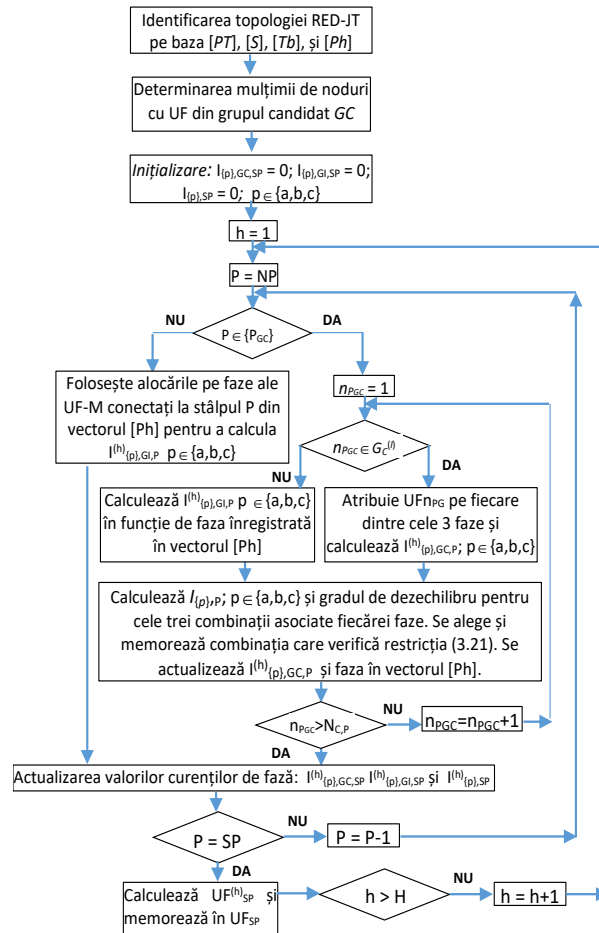 Identificarea topologiei RED-JT
pe baza [PT], [S], [Tb], și [Ph]
Determinarea mulțimii de noduri
cu UF din grupul candidat GC
Inițializare: I{p},GC,SP = 0; I{p},GI,SP = 0;
I{p},SP = 0; p ∈ {a,b,c}
h = 1
P = NP
NU
DA
P ∈ {PGC}
Folosește alocările pe faze ale
UF-M conectați la stâlpul P din
vectorul [Ph] pentru a calcula
I(h){p},GI,P p ∈ {a,b,c}
nPGC = 1
nPGC ∈ GC(l)
NU
DA
Calculează I(h){p},GI,P p ∈ {a,b,c}
în funcție de faza înregistrată
în vectorul [Ph]
Atribuie UFnPG pe fiecare
dintre cele 3 faze și
calculează I(h){p},GC,P; p ∈ {a,b,c}
Calculează I{p},P; p ∈ {a,b,c} și gradul de dezechilibru pentru
cele trei combinații asociate fiecărei faze. Se alege și
memorează combinația care verifică restricția (3.21). Se
actualizează I(h){p},GC,P și faza în vectorul [Ph].
nPGC>NC,P
NU
nPGC=nPGC+1
DA
Actualizarea valorilor curenților de fază: I(h){p},GC,SP I(h){p},GI,SP și I(h){p},SP
P = SP
NU
P = P-1
DA
Calculează UF(h)SP și
memorează în UFSP
h > H
NU
h = h+1